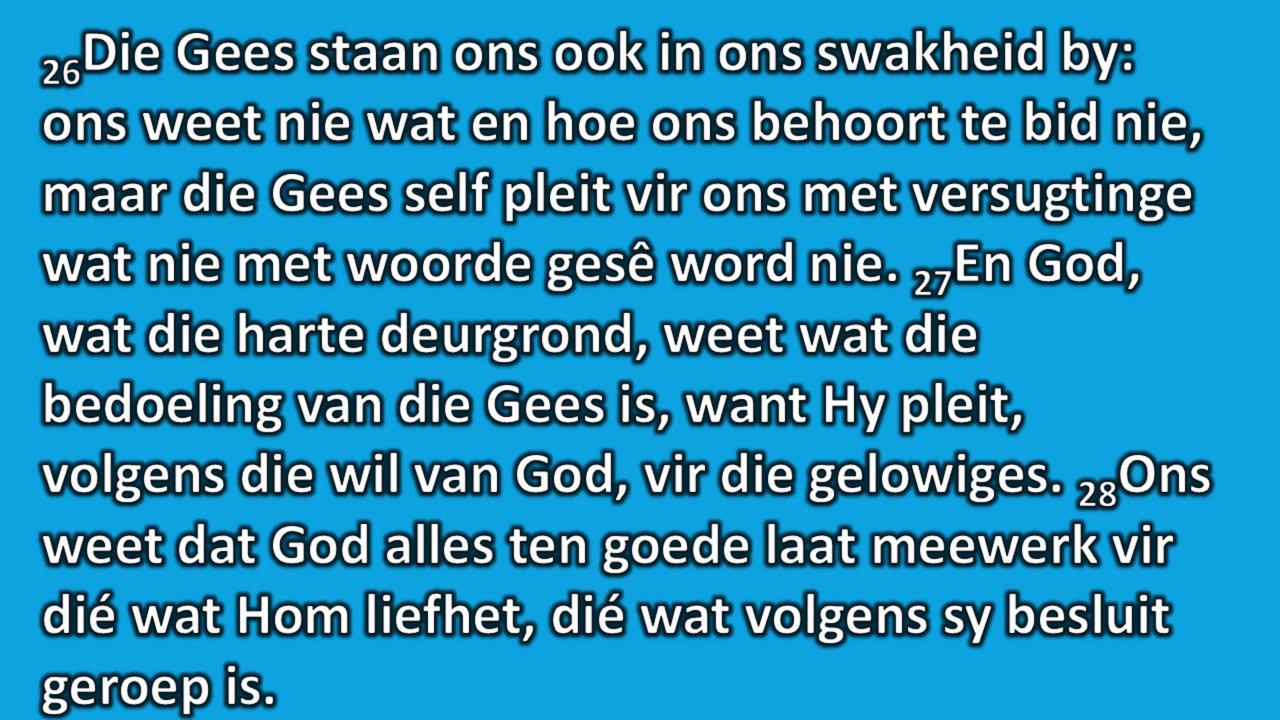 26Die Gees staan ons ook in ons swakheid by:
ons weet nie wat en hoe ons behoort te bid nie,
maar die Gees self pleit vir ons met versugtinge
wat nie met woorde gesê word nie. 27En God,
wat die harte deurgrond, weet wat die
bedoeling van die Gees is, want Hy pleit,
volgens die wil van God, vir die gelowiges. 28Ons
weet dat God alles ten goede laat meewerk vir
dié wat Hom liefhet, dié wat volgens sy besluit
geroep is.